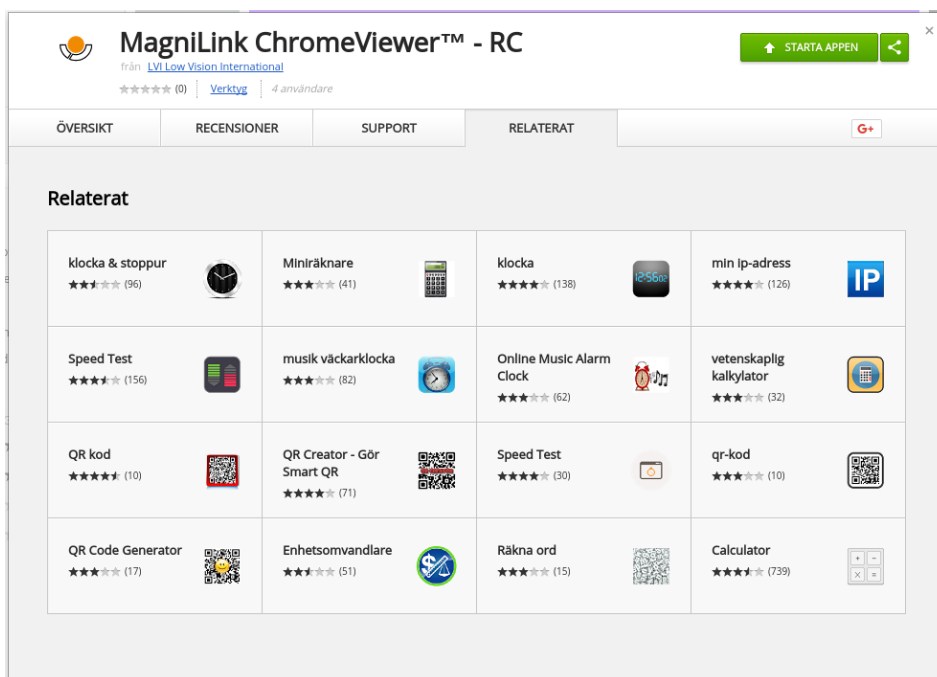 MagniLink ChromeViewer™ - RC
från LVI Low Vision International
(0) Verktyg 4 användare
STARTA APPEN
ÖVERSIKT RECENSIONER SUPPORT RELATERAT G+
Relaterat
klocka & stoppur
(96)
Miniräknare
(41)
klocka
(138)
12:56
min ip-adress
(126)
IP
Speed Test
(156)
musik väckarklocka
(82)
Online Music Alarm
Clock
(62)
vetenskaplig
kalkylator
(32)
QR kod
(10)
QR Creator - Gör
Smart QR
(71)
Speed Test
(30)
qr-kod
(10)
QR Code Generator
(17)
Enhetsomvandlare
(51)
Räkna ord
(15)
Calculator
(739)